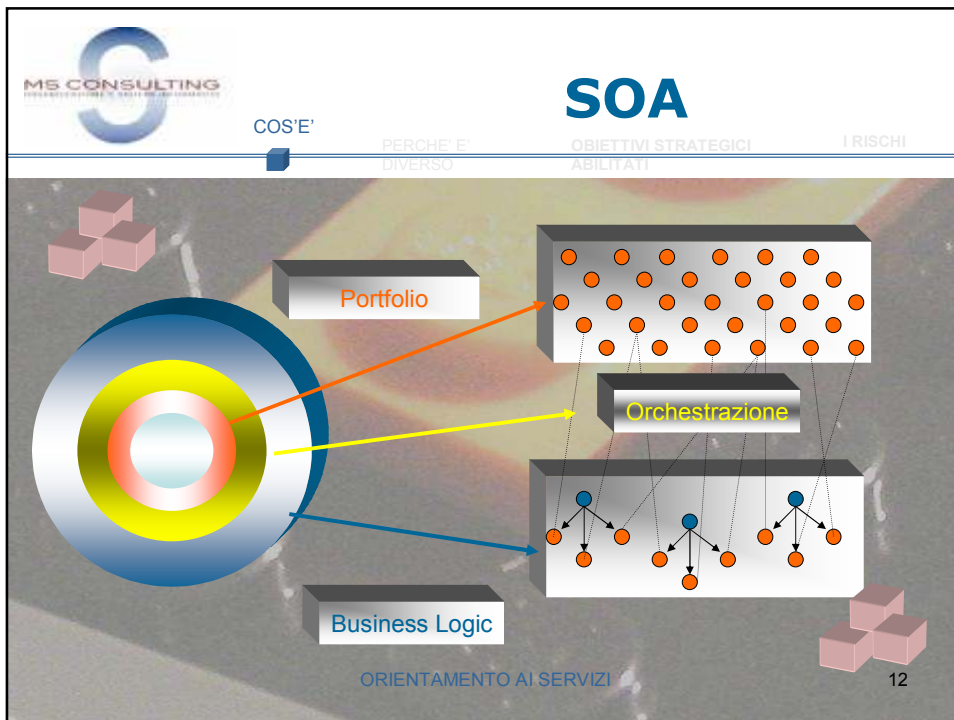 MS CONSULTING
SOA
COS'E'
PERCHE' E'
DIVERSO
OBIETTIVI STRATEGICI
ABILITATI
I RISCHI
Portfolio
Orchestrazione
Business Logic
ORIENTAMENTO AI SERVIZI
12